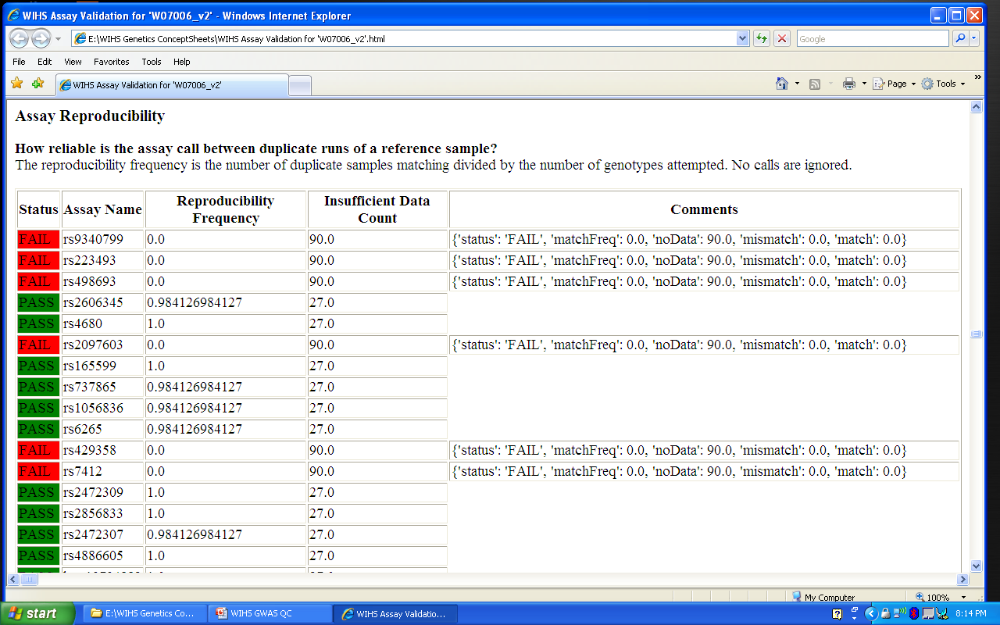 WIHS Assay Validation for 'W07006_v2' - Windows Internet Explorer
E:\WIHS Genetics ConceptSheets\WIHS Assay Validation for 'W07006_v2'.html
Google
File Edit View Favorites Tools Help
WIHS Assay Validation for 'W07006_v2'
Page Tools
Assay Reproducibility
How reliable is the assay call between duplicate runs of a reference sample?
The reproducibility frequency is the number of duplicate samples matching divided by the number of genotypes attempted. No calls are ignored.
Status Assay Name Reproducibility Frequency Insufficient Data Count Comments
FAIL rs9340799 0.0 90.0 {'status': 'FAIL', 'matchFreq': 0.0, 'noData': 90.0, 'mismatch': 0.0, 'match': 0.0}
FAIL rs223493 0.0 90.0 {'status': 'FAIL', 'matchFreq': 0.0, 'noData': 90.0, 'mismatch': 0.0, 'match': 0.0}
FAIL rs498693 0.0 90.0 {'status': 'FAIL', 'matchFreq': 0.0, 'noData': 90.0, 'mismatch': 0.0, 'match': 0.0}
PASS rs2606345 0.984126984127 27.0
PASS rs4680 1.0 27.0
FAIL rs2097603 0.0 90.0 {'status': 'FAIL', 'matchFreq': 0.0, 'noData': 90.0, 'mismatch': 0.0, 'match': 0.0}
PASS rs165599 1.0 27.0
PASS rs737865 0.984126984127 27.0
PASS rs1056836 0.984126984127 27.0
PASS rs6265 0.984126984127 27.0
FAIL rs429358 0.0 90.0 {'status': 'FAIL', 'matchFreq': 0.0, 'noData': 90.0, 'mismatch': 0.0, 'match': 0.0}
FAIL rs7412 0.0 90.0 {'status': 'FAIL', 'matchFreq': 0.0, 'noData': 90.0, 'mismatch': 0.0, 'match': 0.0}
PASS rs2472309 1.0 27.0
PASS rs2856833 1.0 27.0
PASS rs2472307 0.984126984127 27.0
PASS rs4886605 1.0 27.0
My Computer 100%
start E:\WIHS Genetics Co... WIHS GWAS QC WIHS Assay Validatio... 8:14 PM